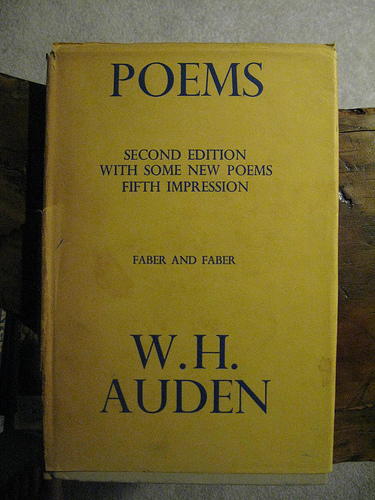 POEMS
SECOND EDITION
WITH SOME NEW POEMS
FIFTH IMPRESSION
FABER AND FABER
W.H.
AUDEN